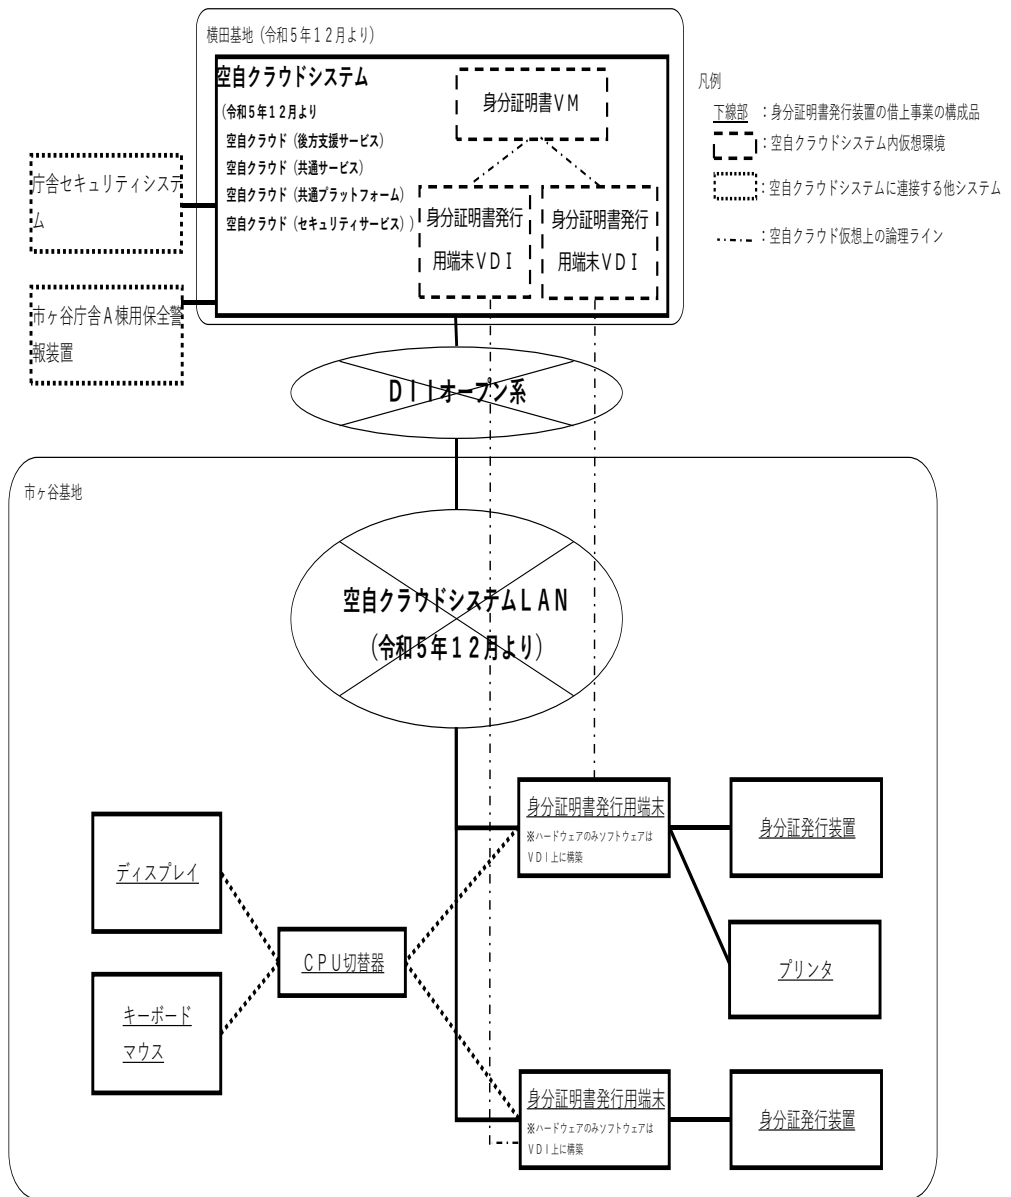 横田基地（令和５年１２月より）
空自クラウドシステム
（令和５年１２月より
空自クラウド（後方支援サービス）
空自クラウド（共通サービス）
空自クラウド（共通プラットフォーム）
空自クラウド（セキュリティサービス））
身分証明書ＶＭ
身分証明書発行
用端末ＶＤＩ
身分証明書発行
用端末ＶＤＩ
凡例
下線部　：身分証明書発行装置の借上事業の構成品
：空自クラウドシステム内仮想環境
：空自クラウドシステムに連接する他システム
：空自クラウド仮想上の論理ライン
庁舎セキュリティシステ
ム
市ヶ谷庁舎Ａ棟用保全警
報装置
ＤＩＩオープン系
市ヶ谷基地
空自クラウドシステムＬＡＮ
（令和５年１２月より）
身分証明書発行用端末
※ハードウェアのみソフトウェアは
ＶＤＩ上に構築
身分証発行装置
ディスプレイ
ＣＰＵ切替器
プリンタ
キーボード
マウス
身分証明書発行用端末
※ハードウェアのみソフトウェアは
ＶＤＩ上に構築
身分証発行装置